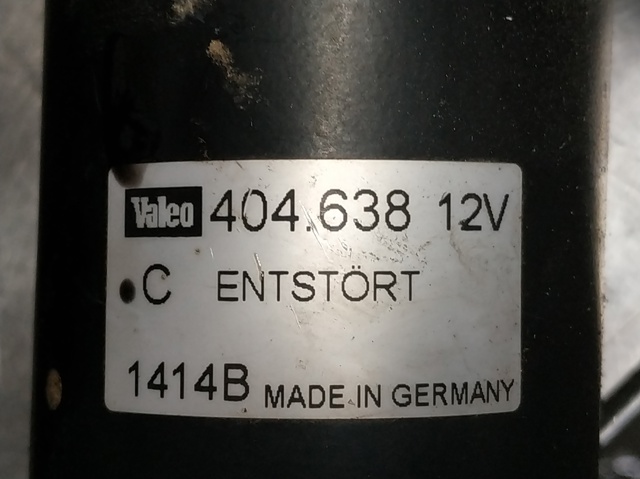 Valeo 404.638 12V
C ENTSTÖRT
1414B MADE IN GERMANY